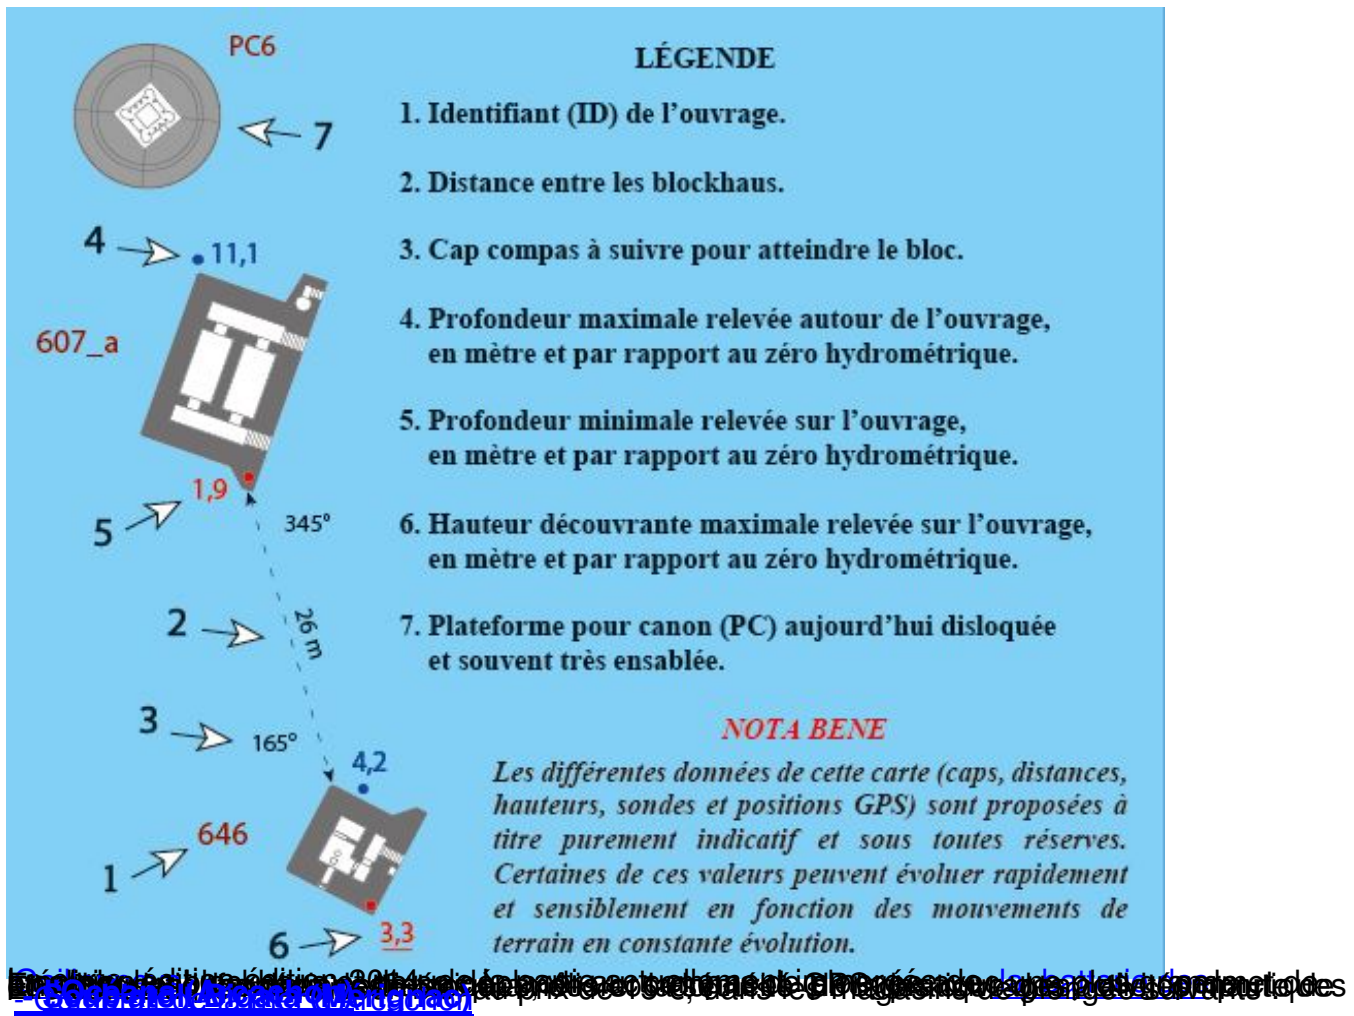 PC6
7
4
11,1
607_a
1,9
5
345°
2
26 m
3
165°
4,2
646
1
6
3,3
LÉGENDE
1. Identifiant (ID) de l’ouvrage.
2. Distance entre les blockhaus.
3. Cap compas à suivre pour atteindre le bloc.
4. Profondeur maximale relevée autour de l’ouvrage,
en mètre et par rapport au zéro hydrométrique.
5. Profondeur minimale relevée sur l’ouvrage,
en mètre et par rapport au zéro hydrométrique.
6. Hauteur découvrante maximale relevée sur l’ouvrage,
en mètre et par rapport au zéro hydrométrique.
7. Plateforme pour canon (PC) aujourd’hui disloquée
et souvent très ensablée.
NOTA BENE
Les différentes données de cette carte (caps, distances,
hauteurs, sondes et positions GPS) sont proposées à
titre purement indicatif et sous toutes réserves.
Certaines de ces valeurs peuvent évoluer rapidement
et sensiblement en fonction des mouvements de
terrain en constante évolution.